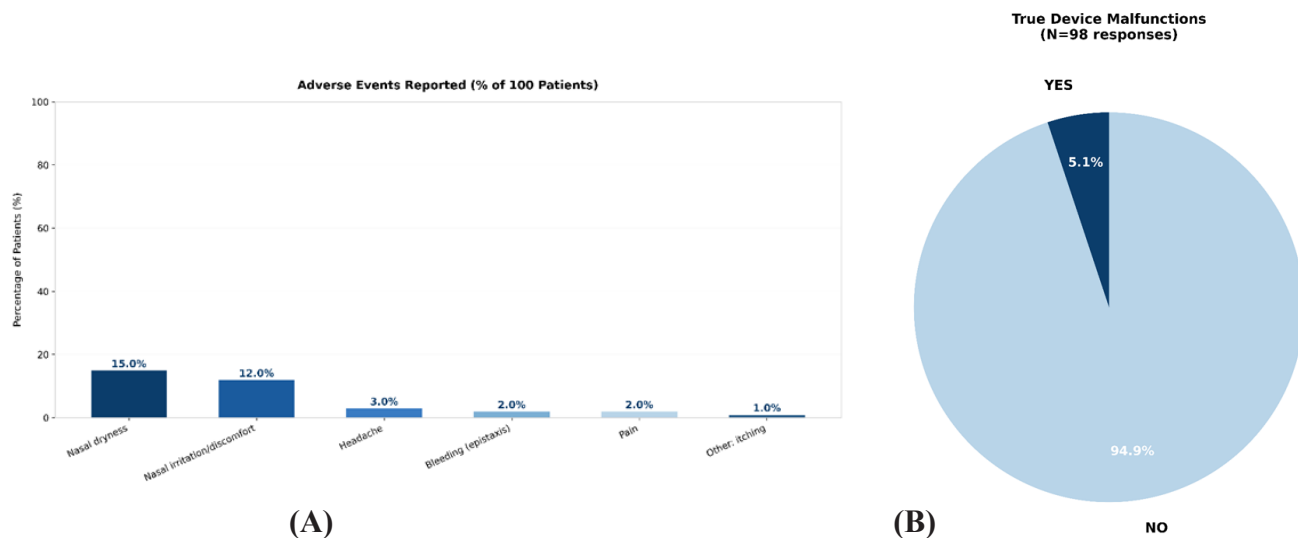 Adverse Events Reported (% of 100 Patients)
Percentage of Patients (%)
100
80
60
40
20
0
15.0%
12.0%
3.0%
2.0%
2.0%
1.0%
Nasal dryness
Nasal irritation/discomfort
Headache
Bleeding (epistaxis)
Pain
Other: itching
(A)
True Device Malfunctions
(N=98 responses)
YES
5.1%
94.9%
NO
(B)